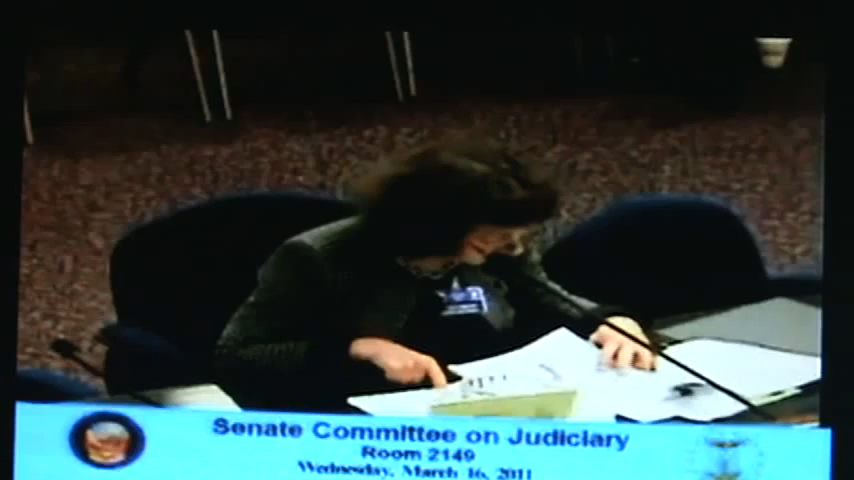 Senate Committee on Judiciary
Room 2149
Wednesday, March 16, 2011